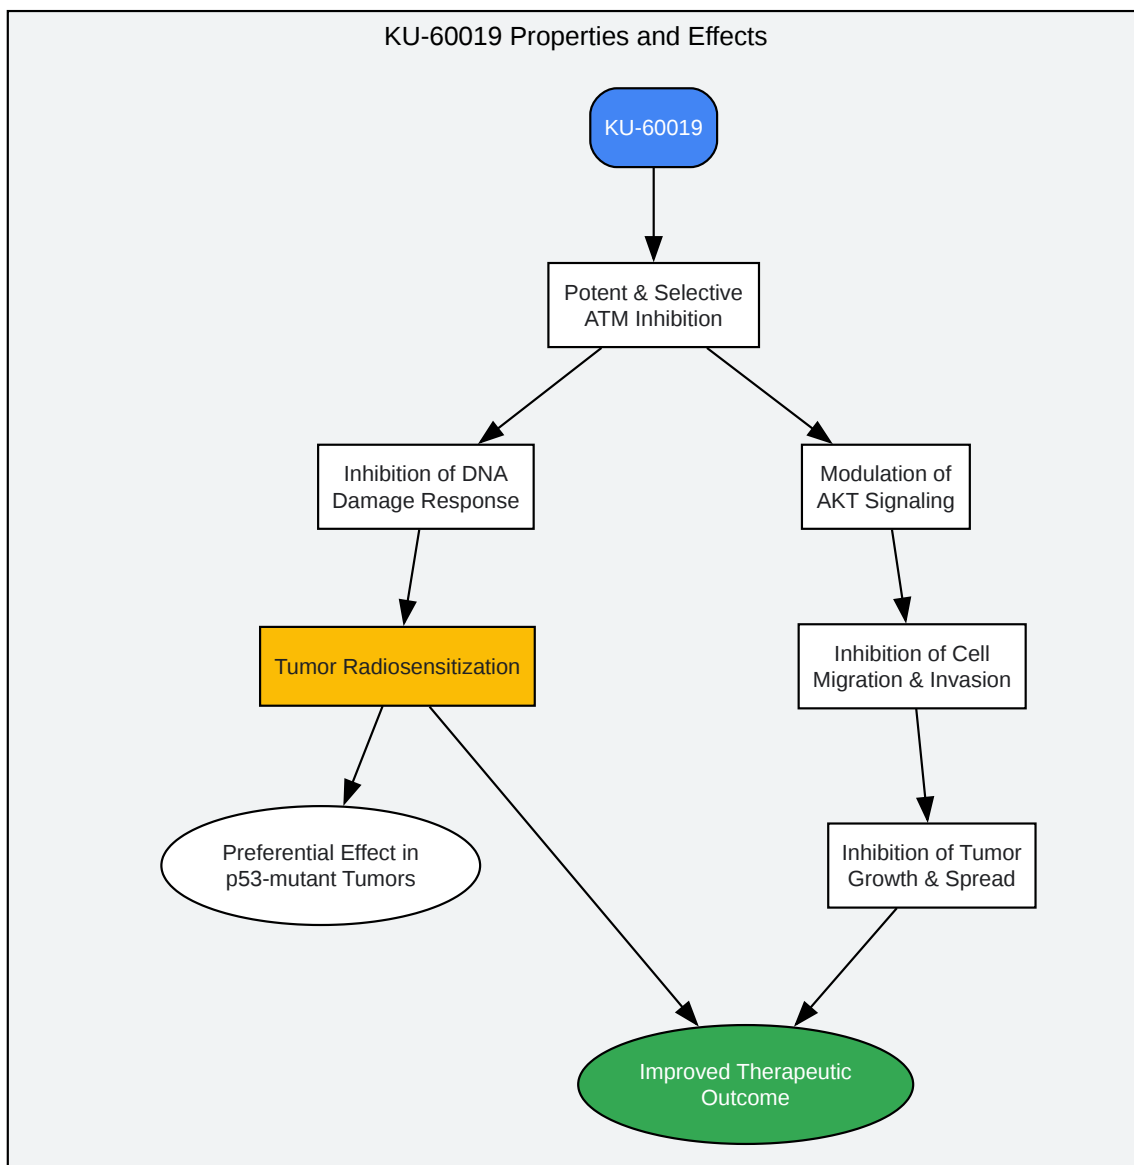 KU-60019 Properties and Effects
KU-60019
Potent & Selective
ATM Inhibition
Inhibition of DNA
Damage Response
Modulation of
AKT Signaling
Tumor Radiosensitization
Inhibition of Cell
Migration & Invasion
Preferential Effect in
p53-mutant Tumors
Inhibition of Tumor
Growth & Spread
Improved Therapeutic
Outcome